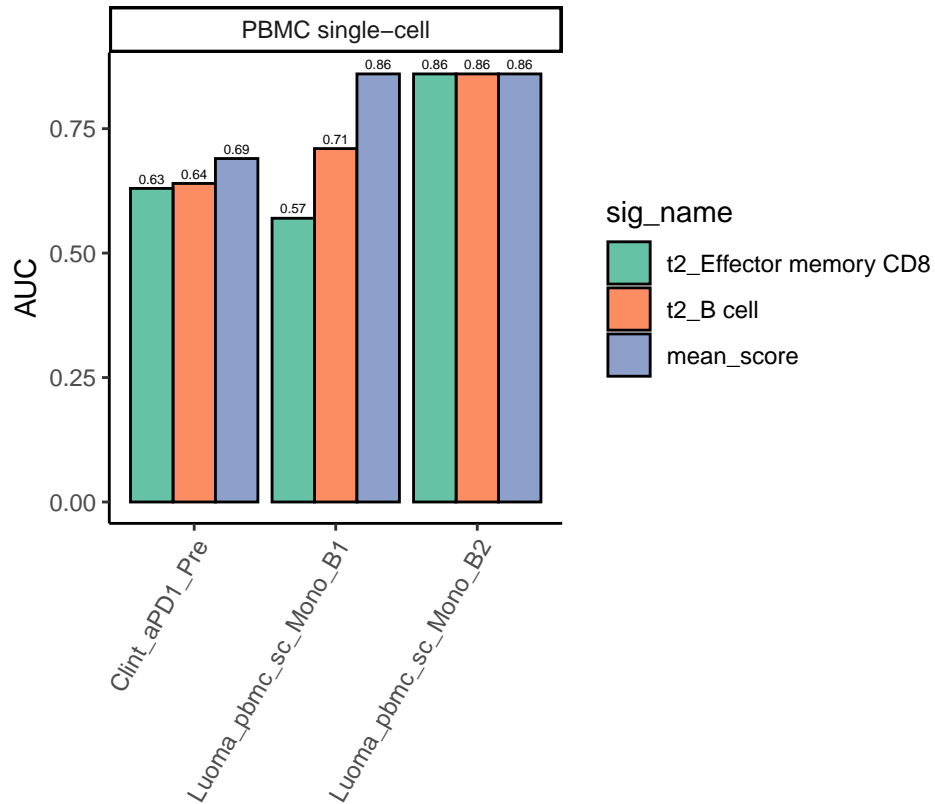 PBMC single−cell
AUC
0.75
0.50
0.25
0.00
0.63
0.64
0.69
0.57
0.71
0.86
0.86
0.86
0.86
Clint_aPD1_Pre
Luoma_pbmc_sc_Mono_B1
Luoma_pbmc_sc_Mono_B2
sig_name
t2_Effector memory CD8
t2_B cell
mean_score